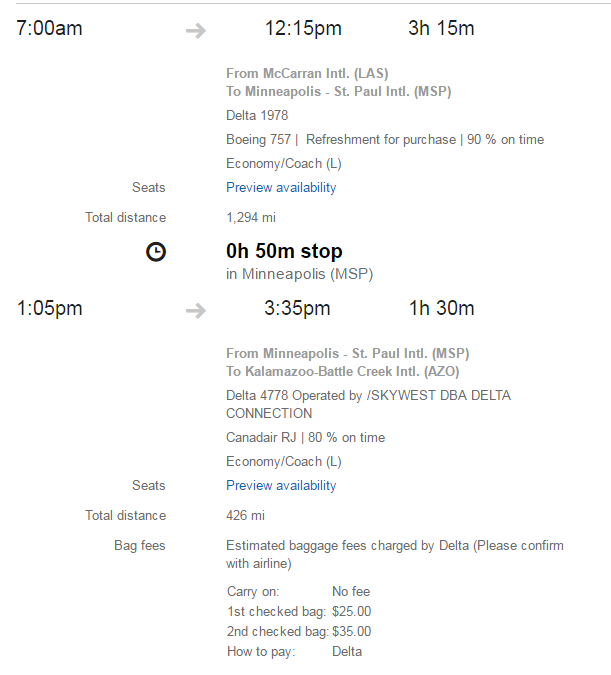 7:00am 12:15pm 3h 15m
From McCarran Intl. (LAS)
To Minneapolis - St. Paul Intl. (MSP)
Delta 1978
Boeing 757 | Refreshment for purchase | 90 % on time
Economy/Coach (L)
Seats Preview availability
Total distance 1,294 mi
0h 50m stop
in Minneapolis (MSP)
1:05pm 3:35pm 1h 30m
From Minneapolis - St. Paul Intl. (MSP)
To Kalamazoo-Battle Creek Intl. (AZO)
Delta 4778 Operated by /SKYWEST DBA DELTA
CONNECTION
Canadair RJ | 80 % on time
Economy/Coach (L)
Seats Preview availability
Total distance 426 mi
Bag fees Estimated baggage fees charged by Delta (Please confirm
with airline)
Carry on: No fee
1st checked bag: $25.00
2nd checked bag: $35.00
How to pay: Delta